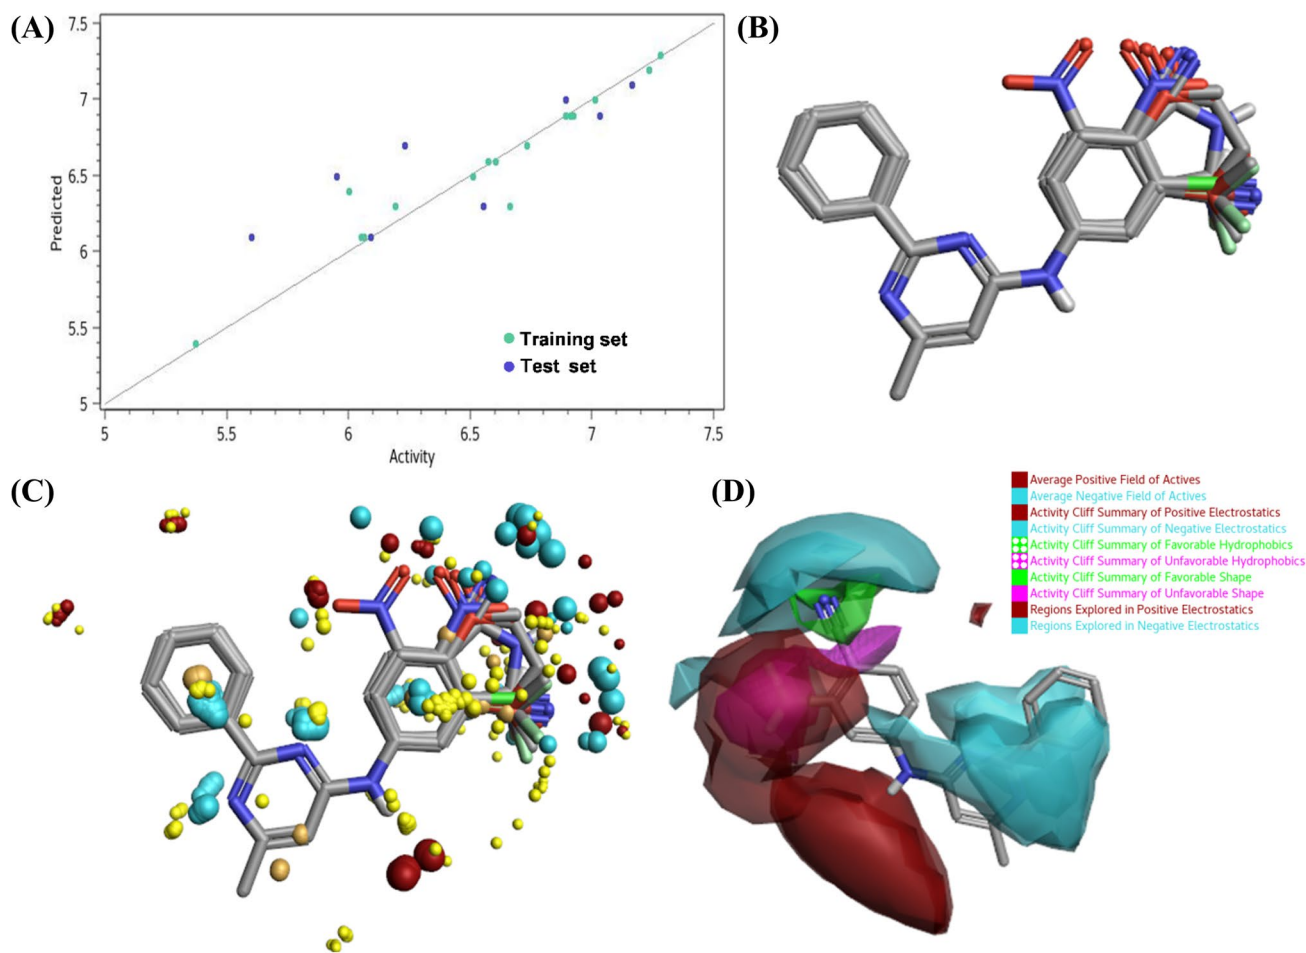 (A)
7.5
7
6.5
6
5.5
5
Predicted
Training set
Test set
5 5.5 6 6.5 7 7.5
Activity
(B)
(C)
(D)
Average Positive Field of Actives
Average Negative Field of Actives
Activity Cliff Summary of Positive Electrostatics
Activity Cliff Summary of Negative Electrostatics
Activity Cliff Summary of Favorable Hydrophobics
Activity Cliff Summary of Unfavorable Hydrophobics
Activity Cliff Summary of Favorable Shape
Activity Cliff Summary of Unfavorable Shape
Regions Explored in Positive Electrostatics
Regions Explored in Negative Electrostatics